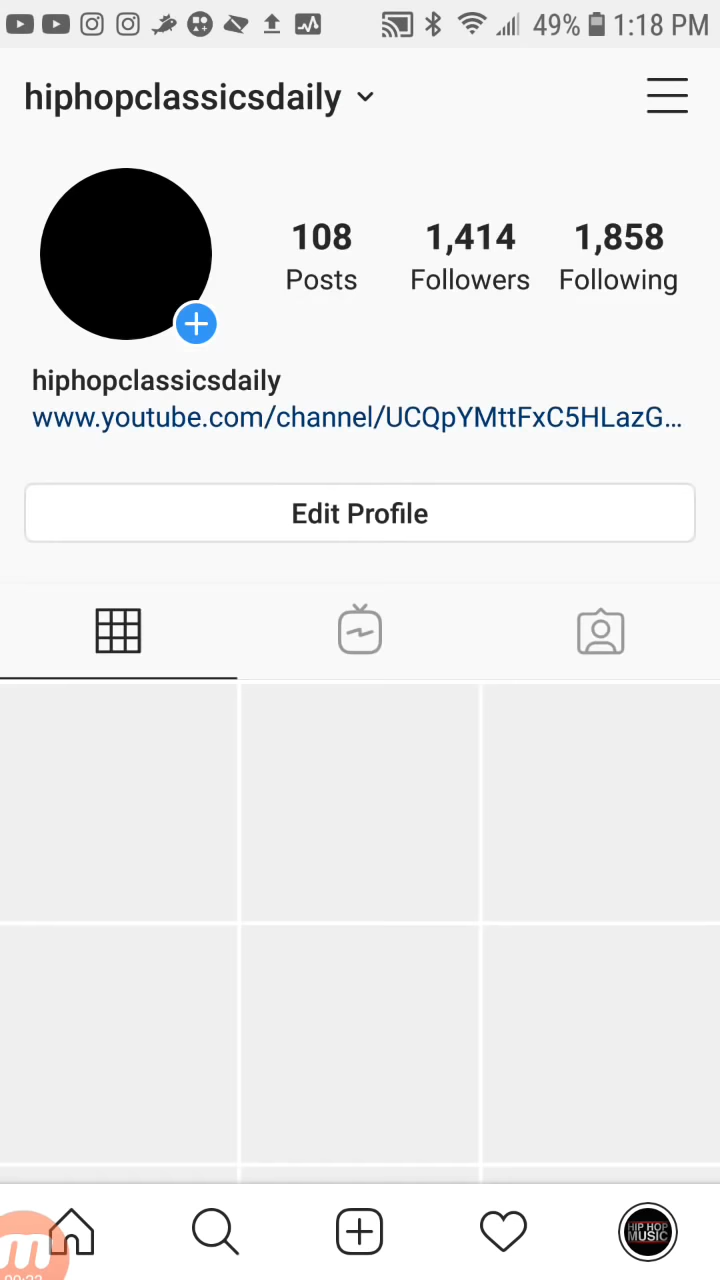 49% 1:18 PM
hiphopclassicsdaily
108 1,414 1,858
Posts Followers Following
hiphopclassicsdaily
www.youtube.com/channel/UCQpYMttFxC5HLazG...
Edit Profile
HIP HOP
MUSIC
m